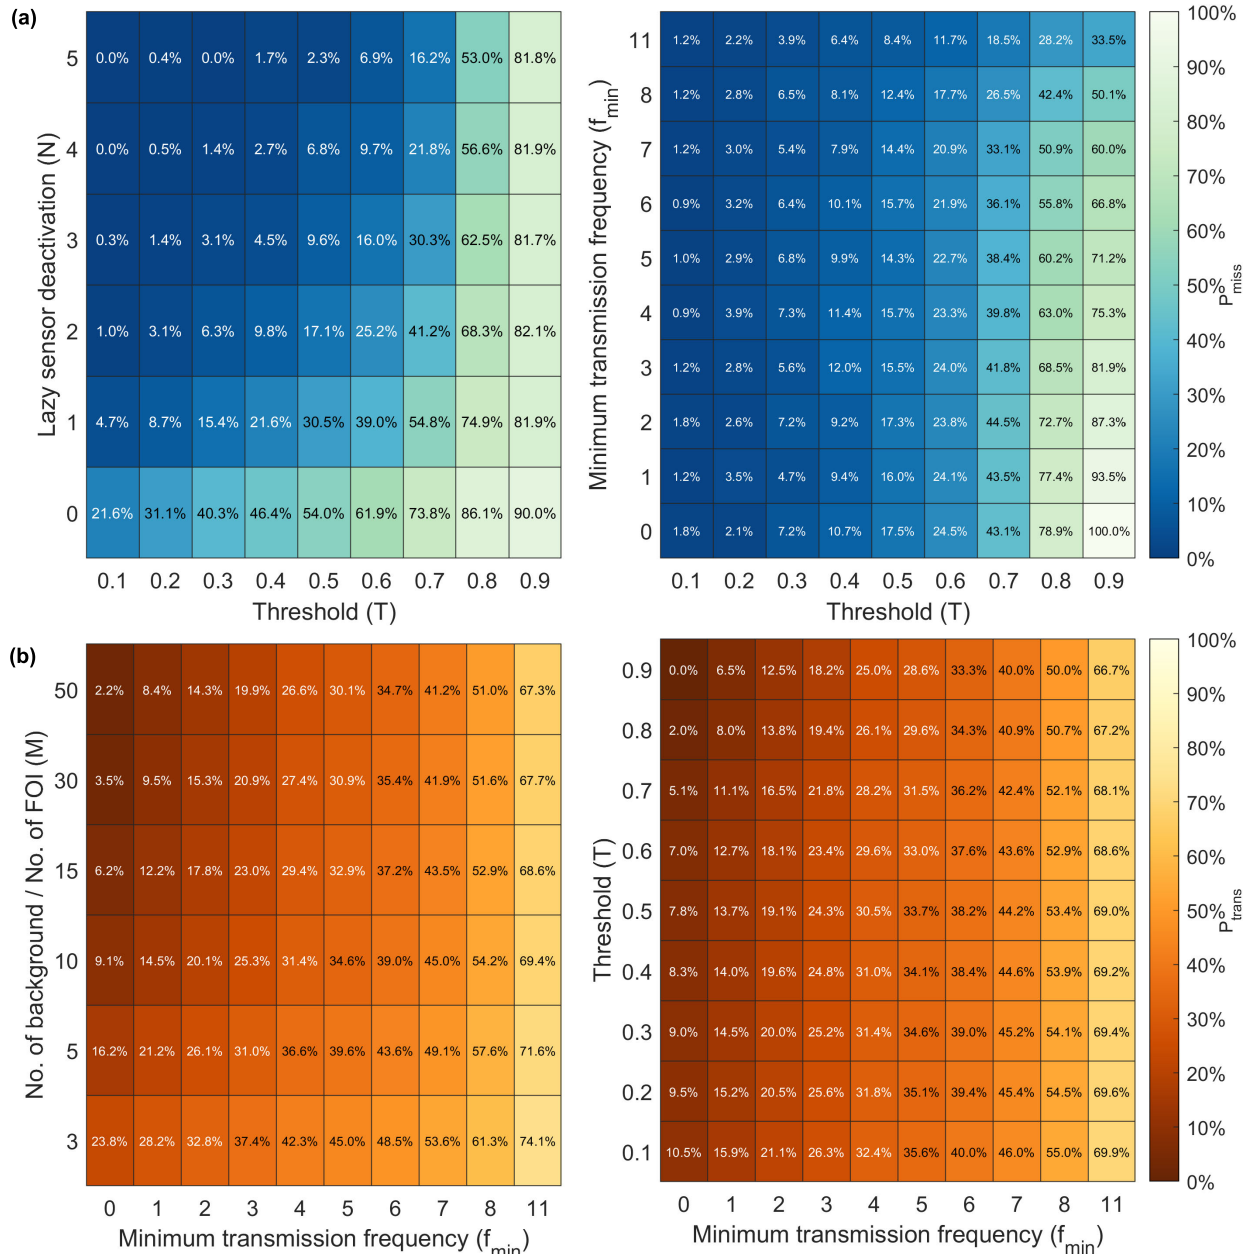 (a)
Lazy sensor deactivation (N)
5 0.0% 0.4% 0.0% 1.7% 2.3% 6.9% 16.2% 53.0% 81.8%
4 0.0% 0.5% 1.4% 2.7% 6.8% 9.7% 21.8% 56.6% 81.9%
3 0.3% 1.4% 3.1% 4.5% 9.6% 16.0% 30.3% 62.5% 81.7%
2 1.0% 3.1% 6.3% 9.8% 17.1% 25.2% 41.2% 68.3% 82.1%
1 4.7% 8.7% 15.4% 21.6% 30.5% 39.0% 54.8% 74.9% 81.9%
0 21.6% 31.1% 40.3% 46.4% 54.0% 61.9% 73.8% 86.1% 90.0%
0.1 0.2 0.3 0.4 0.5 0.6 0.7 0.8 0.9
Threshold (T)
Minimum transmission frequency (f_min)
11 1.2% 2.2% 3.9% 6.4% 8.4% 11.7% 18.5% 28.2% 33.5%
8 1.2% 2.8% 6.5% 8.1% 12.4% 17.7% 26.5% 42.4% 50.1%
7 1.2% 3.0% 5.4% 7.9% 14.4% 20.9% 33.1% 50.9% 60.0%
6 0.9% 3.2% 6.4% 10.1% 15.7% 21.9% 36.1% 55.8% 66.8%
5 1.0% 2.9% 6.8% 9.9% 14.3% 22.7% 38.4% 60.2% 71.2%
4 0.9% 3.9% 7.3% 11.4% 15.7% 23.3% 39.8% 63.0% 75.3%
3 1.2% 2.8% 5.6% 12.0% 15.5% 24.0% 41.8% 68.5% 81.9%
2 1.8% 2.6% 7.2% 9.2% 17.3% 23.8% 44.5% 72.7% 87.3%
1 1.2% 3.5% 4.7% 9.4% 16.0% 24.1% 43.5% 77.4% 93.5%
0 1.8% 2.1% 7.2% 10.7% 17.5% 24.5% 43.1% 78.9% 100.0%
0.1 0.2 0.3 0.4 0.5 0.6 0.7 0.8 0.9
Threshold (T)
100%
90%
80%
70%
60%
50%
40%
30%
20%
10%
0%
P_miss
(b)
No. of background / No. of FOI (M)
50 2.2% 8.4% 14.3% 19.9% 26.6% 30.1% 34.7% 41.2% 51.0% 67.3%
30 3.5% 9.5% 15.3% 20.9% 27.4% 30.9% 35.4% 41.9% 51.6% 67.7%
15 6.2% 12.2% 17.8% 23.0% 29.4% 32.9% 37.2% 43.5% 52.9% 68.6%
10 9.1% 14.5% 20.1% 25.3% 31.4% 34.6% 39.0% 45.0% 54.2% 69.4%
5 16.2% 21.2% 26.1% 31.0% 36.6% 39.6% 43.6% 49.1% 57.6% 71.6%
3 23.8% 28.2% 32.8% 37.4% 42.3% 45.0% 48.5% 53.6% 61.3% 74.1%
0 1 2 3 4 5 6 7 8 11
Minimum transmission frequency (f_min)
Threshold (T)
0.9 0.0% 6.5% 12.5% 18.2% 25.0% 28.6% 33.3% 40.0% 50.0% 66.7%
0.8 2.0% 8.0% 13.8% 19.4% 26.1% 29.6% 34.3% 40.9% 50.7% 67.2%
0.7 5.1% 11.1% 16.5% 21.8% 28.2% 31.5% 36.2% 42.4% 52.1% 68.1%
0.6 7.0% 12.7% 18.1% 23.4% 29.6% 33.0% 37.6% 43.6% 52.9% 68.6%
0.5 7.8% 13.7% 19.1% 24.3% 30.5% 33.7% 38.2% 44.2% 53.4% 69.0%
0.4 8.3% 14.0% 19.6% 24.8% 31.0% 34.1% 38.4% 44.6% 53.9% 69.2%
0.3 9.0% 14.5% 20.0% 25.2% 31.4% 34.6% 39.0% 45.2% 54.1% 69.4%
0.2 9.5% 15.2% 20.5% 25.6% 31.8% 35.1% 39.4% 45.4% 54.5% 69.6%
0.1 10.5% 15.9% 21.1% 26.3% 32.4% 35.6% 40.0% 46.0% 55.0% 69.9%
0 1 2 3 4 5 6 7 8 11
Minimum transmission frequency (f_min)
100%
90%
80%
70%
60%
50%
40%
30%
20%
10%
0%
P_trans